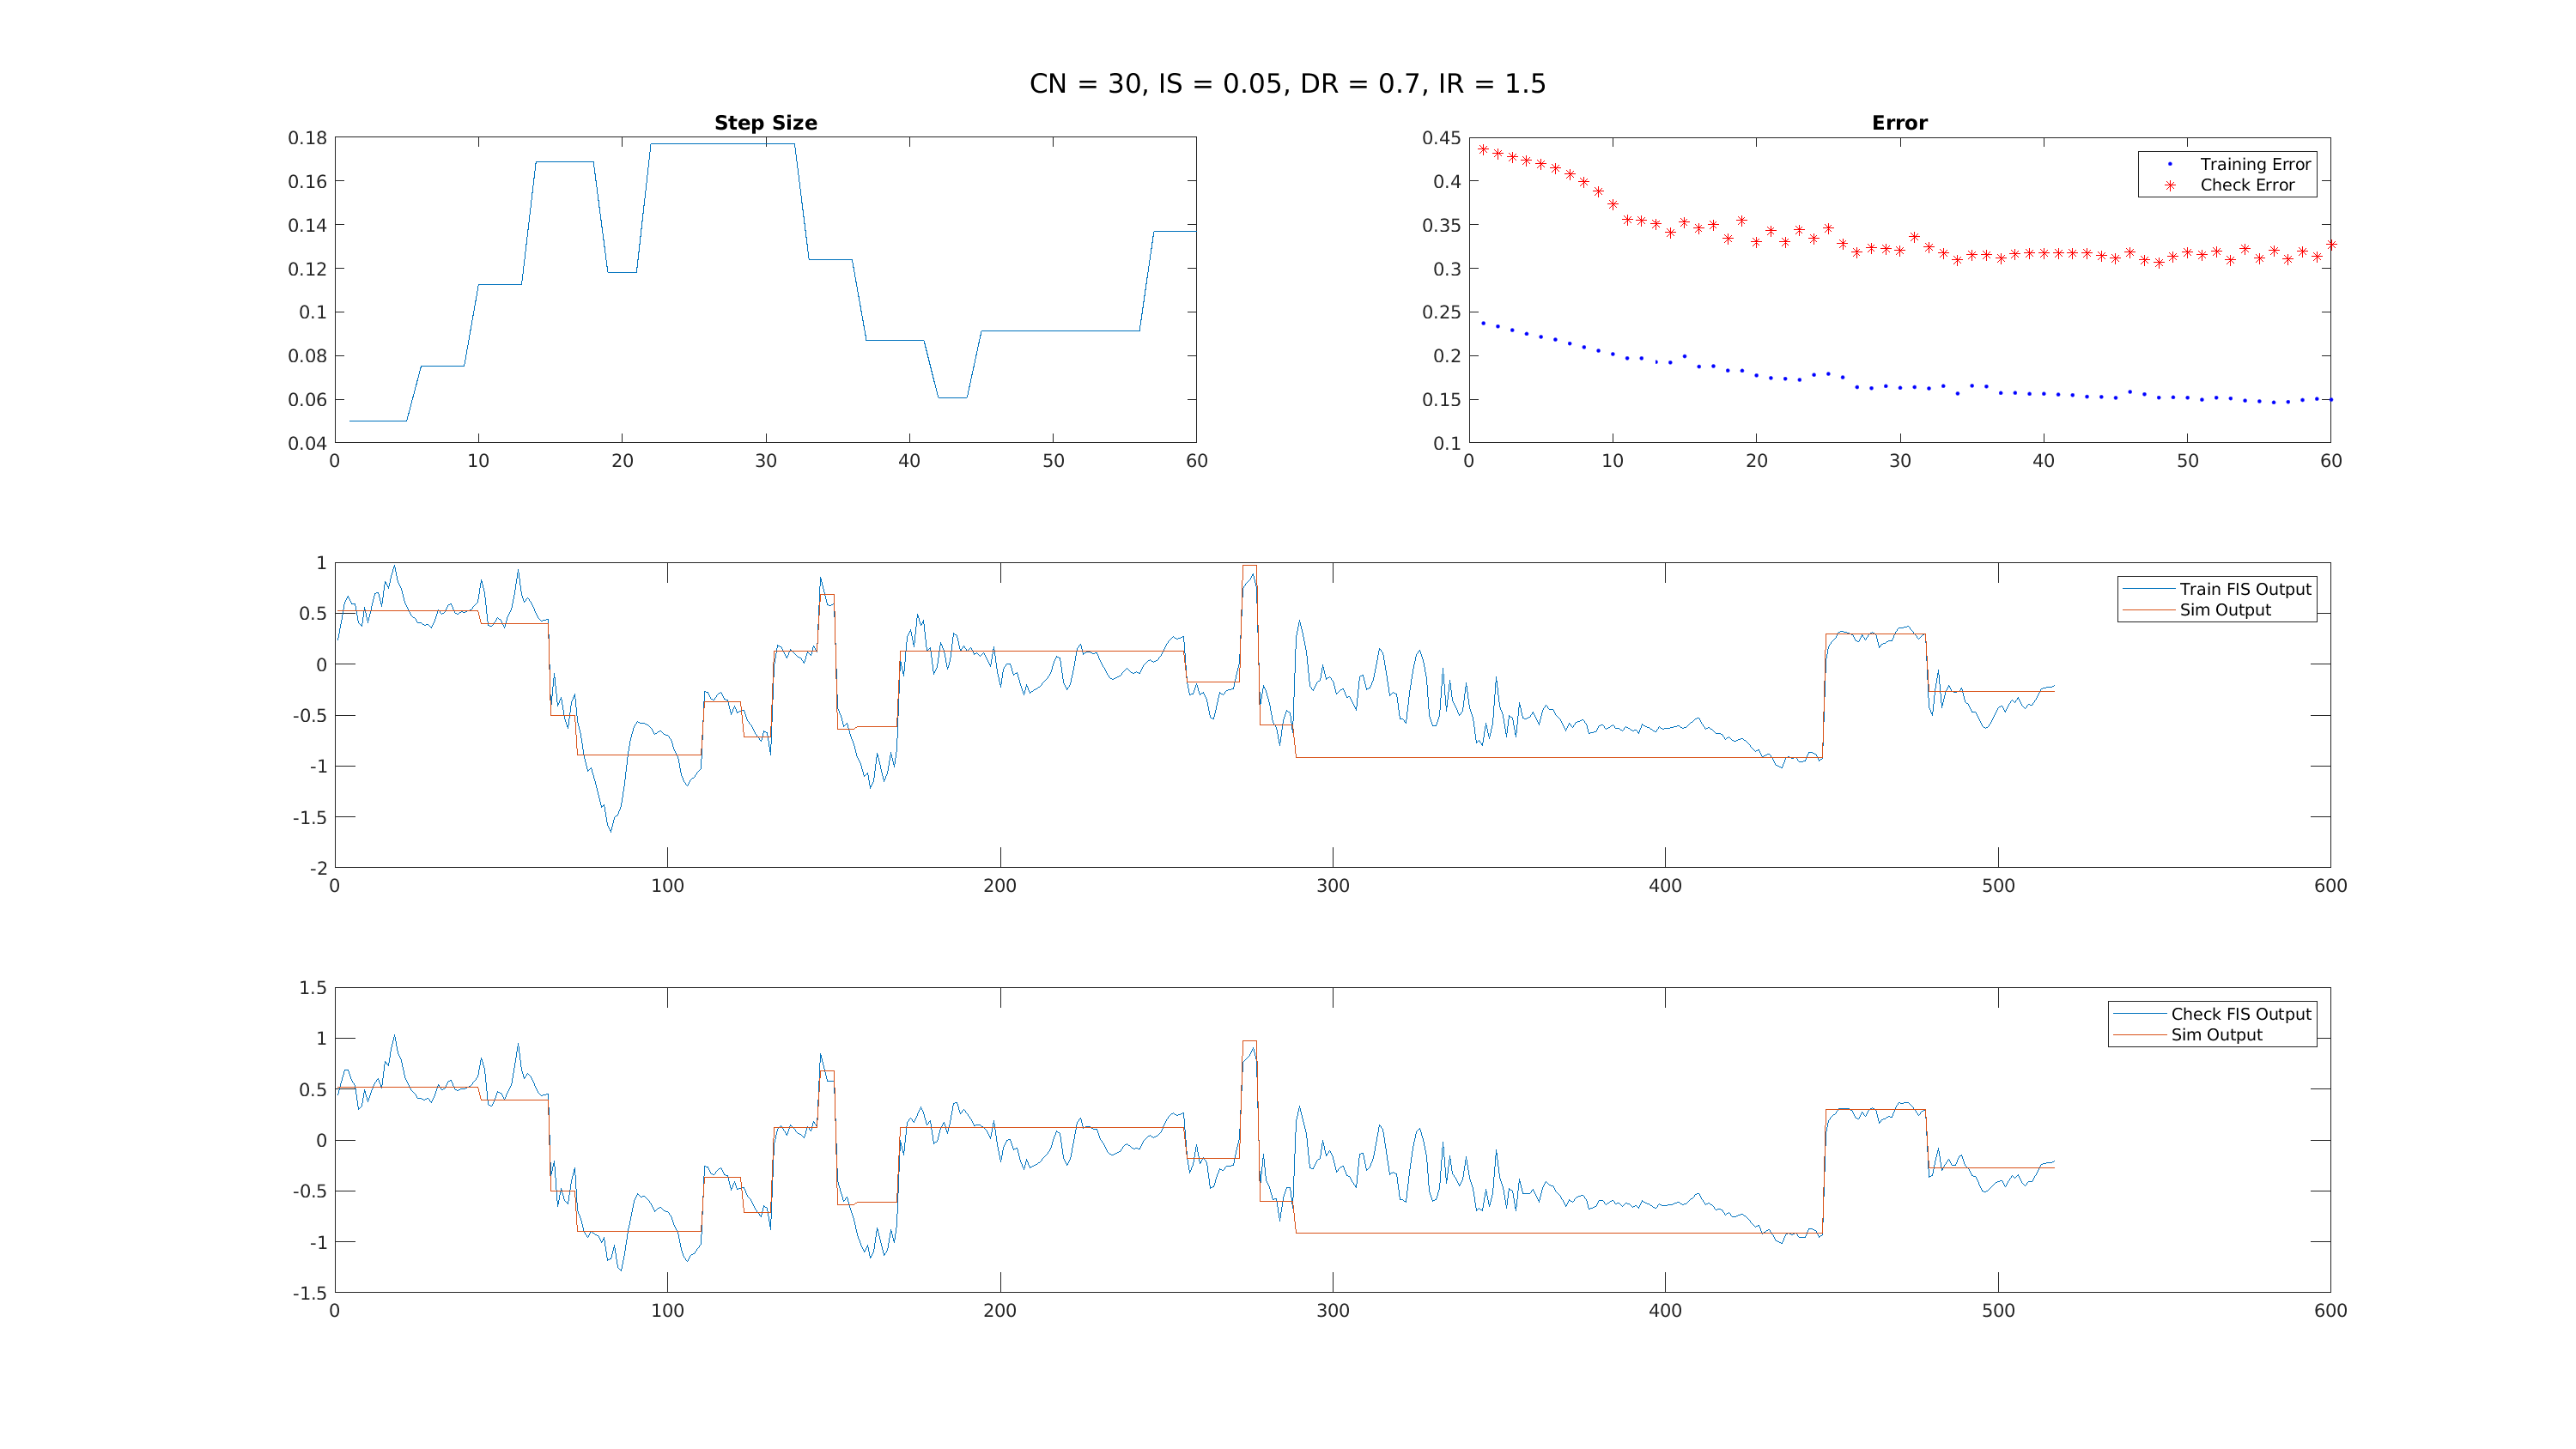 CN = 30, IS = 0.05, DR = 0.7, IR = 1.5
Step Size
0.18
0.16
0.14
0.12
0.1
0.08
0.06
0.04
0 10 20 30 40 50 60
Error
0.45
0.4
0.35
0.3
0.25
0.2
0.15
0.1
0 10 20 30 40 50 60
Training Error
Check Error
1
0.5
0
-0.5
-1
-1.5
-2
0 100 200 300 400 500 600
Train FIS Output
Sim Output
1.5
1
0.5
0
-0.5
-1
-1.5
0 100 200 300 400 500 600
Check FIS Output
Sim Output